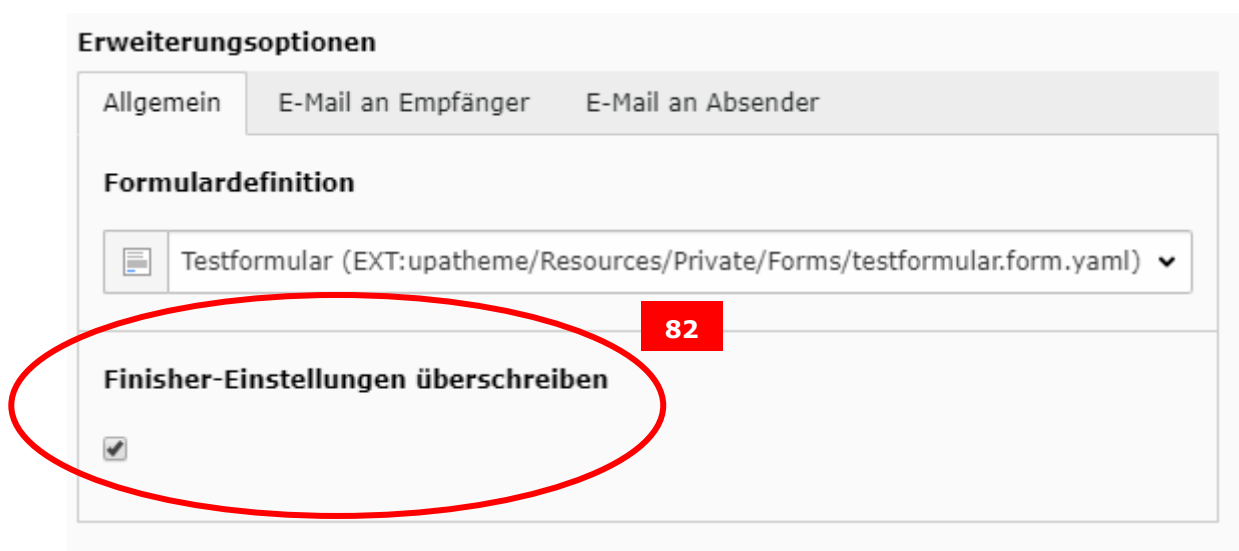 Erweiterungsoptionen
Allgemein E-Mail an Empfänger E-Mail an Absender
Formulardefinition
Testformular (EXT:upatheme/Resources/Private/Forms/testformular.form.yaml)
82
Finisher-Einstellungen überschreiben